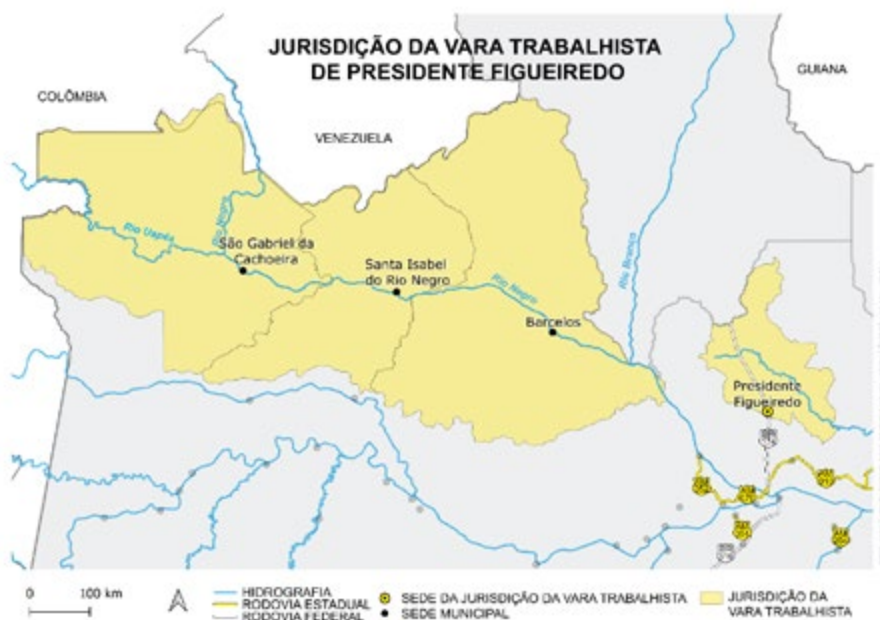 JURISDIÇÃO DA VARA TRABALHISTA
DE PRESIDENTE FIGUEIREDO
GUIANA
COLÔMBIA
VENEZUELA
Rio Uapés
Rio Negro
São Gabriel da
Cachoeira
Santa Isabel
do Rio Negro
Rio Negro
Barcelos
Rio Branco
Presidente
Figueiredo
0 100 km
HIDROGRAFIA
RODOVIA ESTADUAL
RODOVIA FEDERAL
SEDE DA JURISDIÇÃO DA VARA TRABALHISTA
SEDE MUNICIPAL
JURISDIÇÃO DA
VARA TRABALHISTA